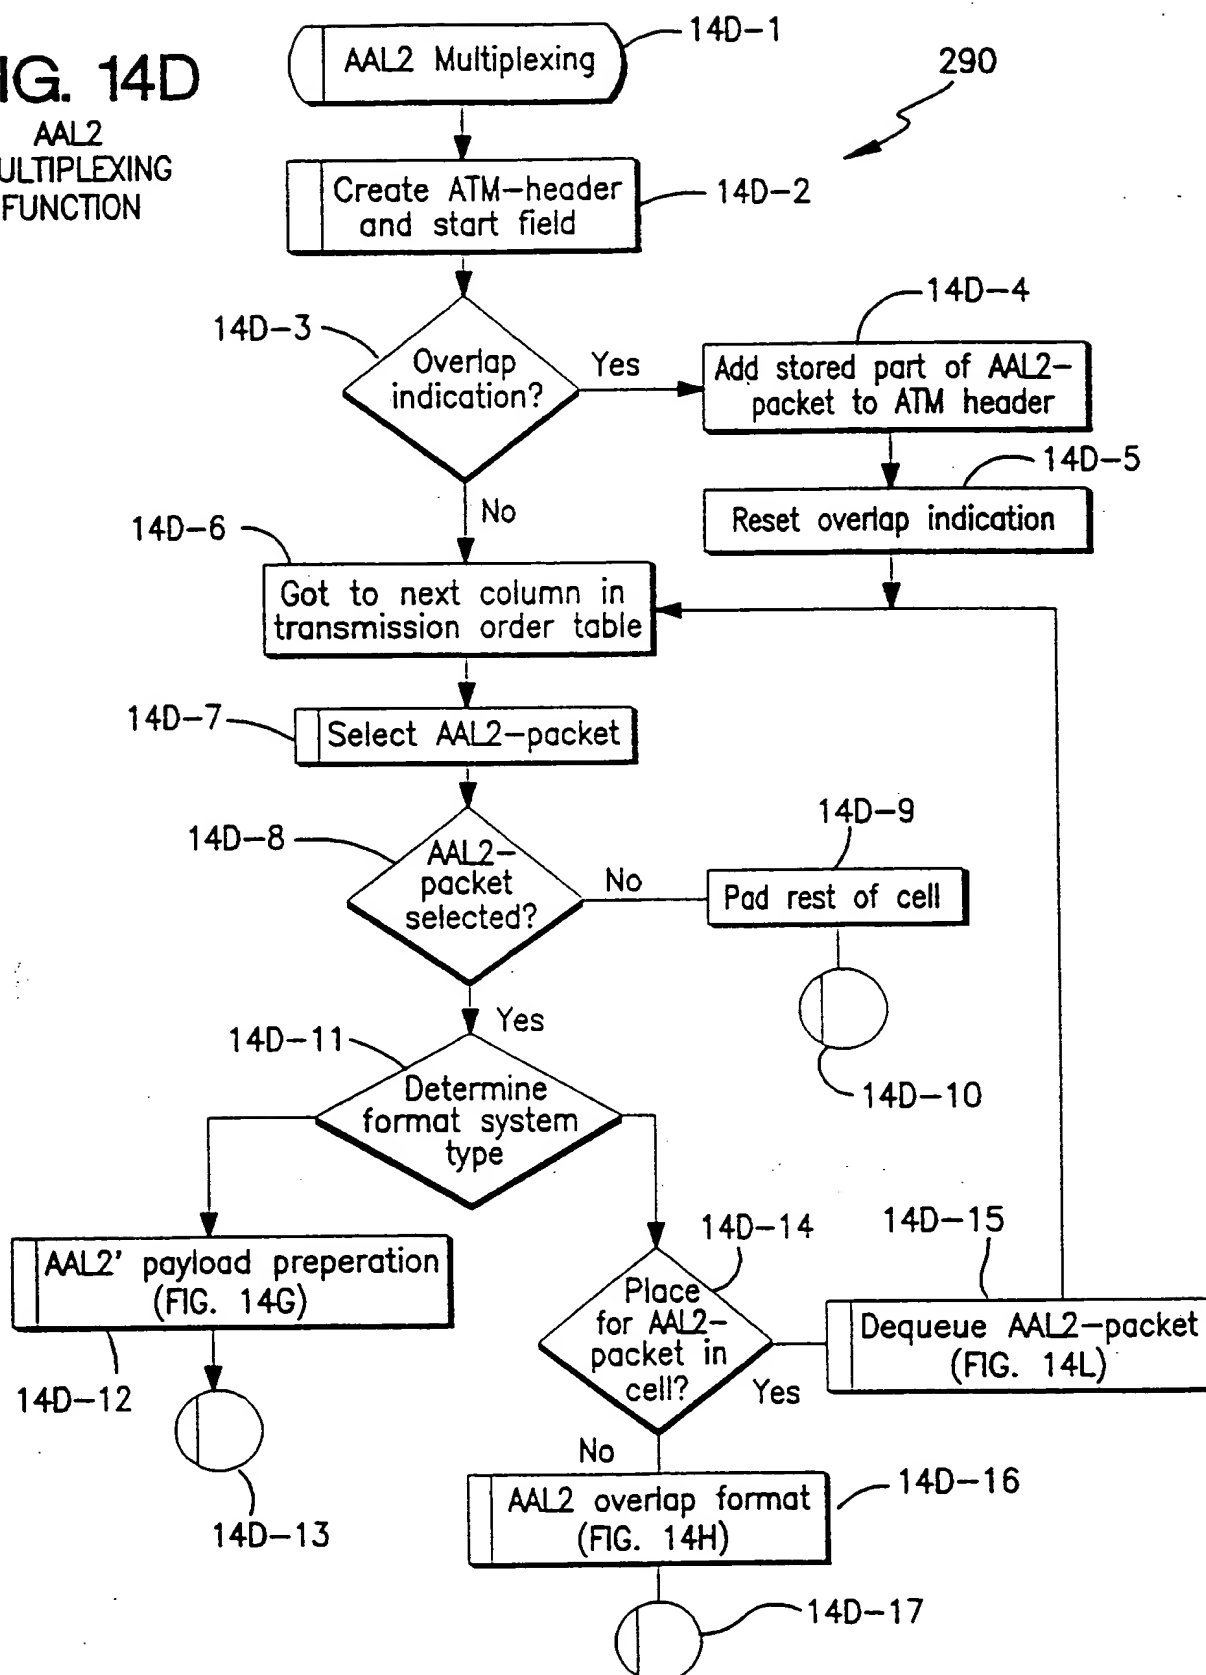 IG. 14D
AAL2
ULTIPLEXING
FUNCTION
AAL2 Multiplexing
14D-1
290
Create ATM-header
and start field
14D-2
14D-3
Overlap
indication?
Yes
No
14D-4
Add stored part of AAL2-
packet to ATM header
14D-5
Reset overlap indication
14D-6
Got to next column in
transmission order table
14D-7
Select AAL2-packet
14D-8
AAL2-
packet
selected?
No
Yes
14D-9
Pad rest of cell
14D-10
14D-11
Determine
format system
type
AAL2' payload preperation
(FIG. 14G)
14D-12
14D-13
14D-14
Place
for AAL2-
packet in
cell?
Yes
No
14D-15
Dequeue AAL2-packet
(FIG. 14L)
AAL2 overlap format
(FIG. 14H)
14D-16
14D-17